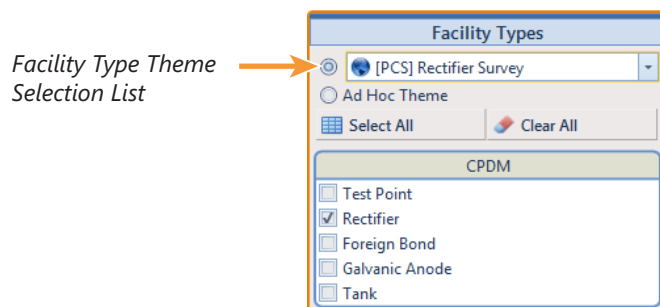 Facility Types
Facility Type Theme
Selection List
[PCS] Rectifier Survey
Ad Hoc Theme
Select All
Clear All
CPDM
Test Point
Rectifier
Foreign Bond
Galvanic Anode
Tank